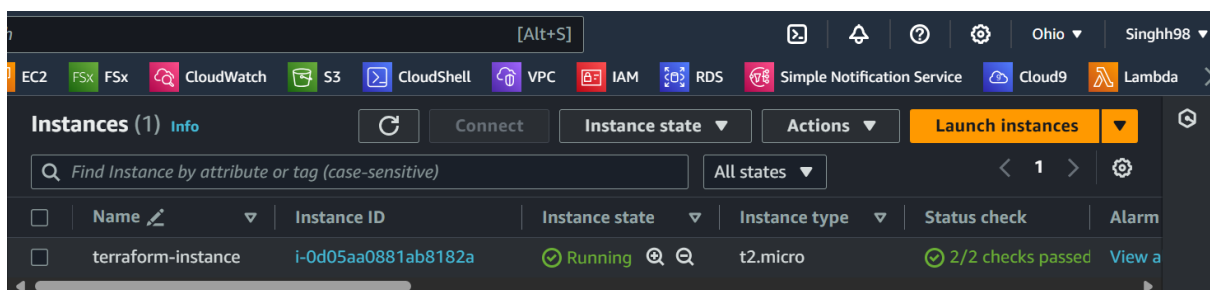 [Alt+S] Ohio Singhh98
EC2 FSx FSx CloudWatch S3 CloudShell VPC IAM RDS Simple Notification Service Cloud9 Lambda
Instances (1) Info Connect Instance state Actions Launch instances
Find Instance by attribute or tag (case-sensitive) All states 1
Name Instance ID Instance state Instance type Status check Alarm
terraform-instance i-0d05aa0881ab8182a Running t2.micro 2/2 checks passed View a